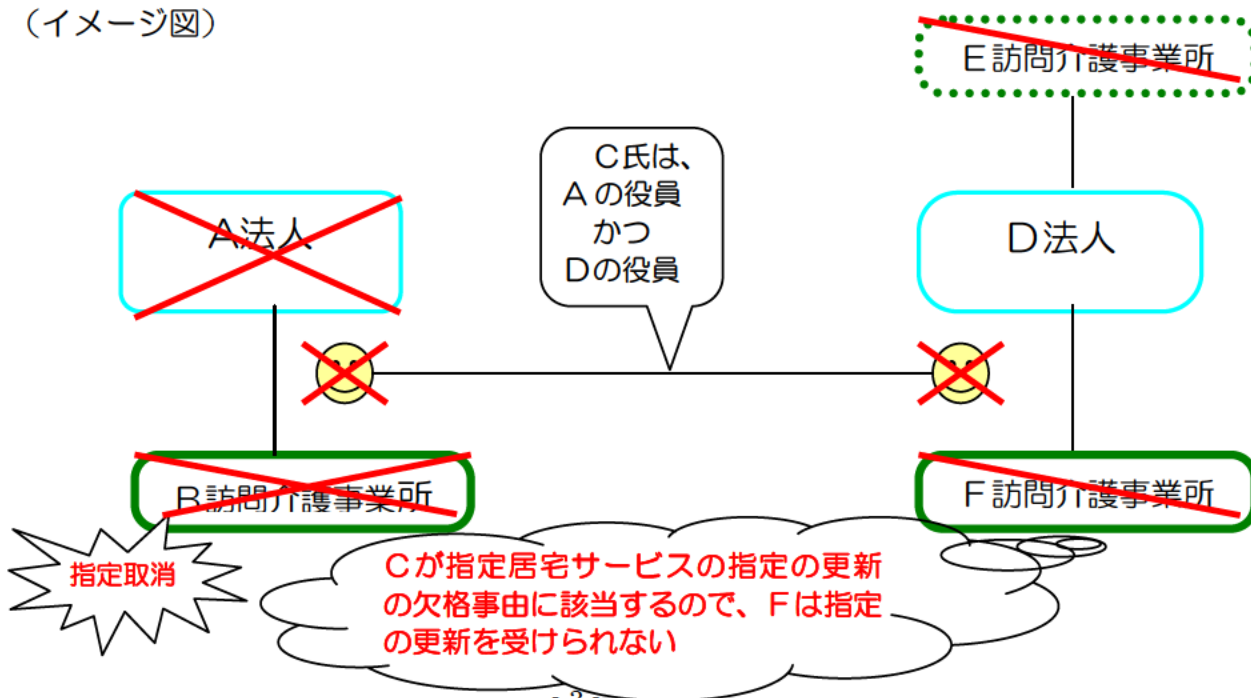 （イメージ図）
Ｅ訪問介護事業所
Ｃ氏は、
Ａの役員
かつ
Ｄの役員
Ａ法人
Ｄ法人
Ｂ訪問介護事業所
Ｆ訪問介護事業所
指定取消
Ｃが指定居宅サービスの指定の更新
の欠格事由に該当するので、Ｆは指定
の更新を受けられない